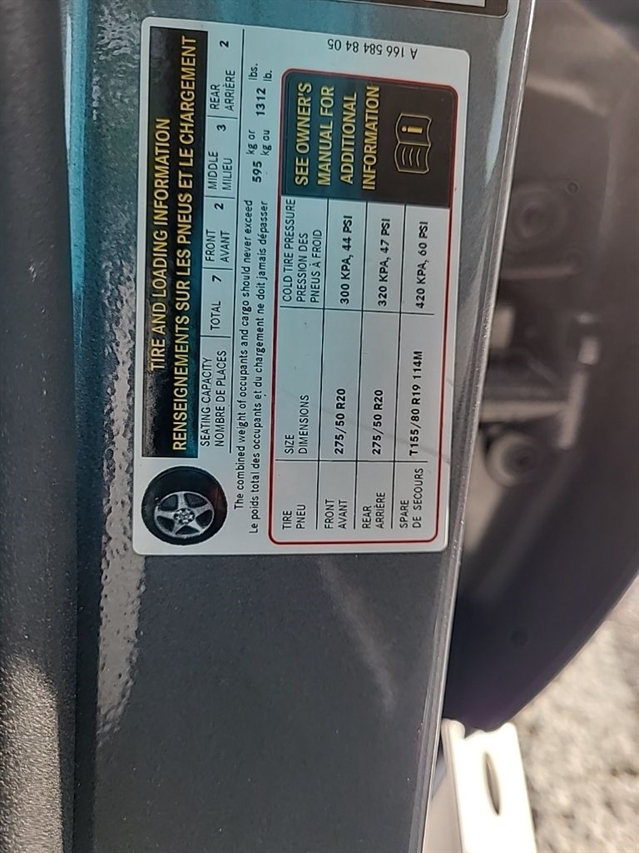 TIRE AND LOADING INFORMATION
RENSEIGNEMENTS SUR LES PNEUS ET LE CHARGEMENT
SEATING CAPACITY TOTAL 7 FRONT 2 MIDDLE 3 REAR 2
NOMBRE DE PLACES AVANT MILIEU ARRIÈRE
The combined weight of occupants and cargo should never exceed 595 kg or 1312 lbs.
Le poids total des occupants et du chargement ne doit jamais dépasser kg ou lb.
TIRE SIZE COLD TIRE PRESSURE
PNEU DIMENSIONS PRESSION DES
PNEUS À FROID
FRONT 275/50 R20 300 KPA, 44 PSI
AVANT
REAR 275/50 R20 320 KPA, 47 PSI
ARRIÈRE
SPARE T155/80 R19 114M 420 KPA, 60 PSI
DE SECOURS
SEE OWNER'S
MANUAL FOR
ADDITIONAL
INFORMATION
i
A 166 584 84 05